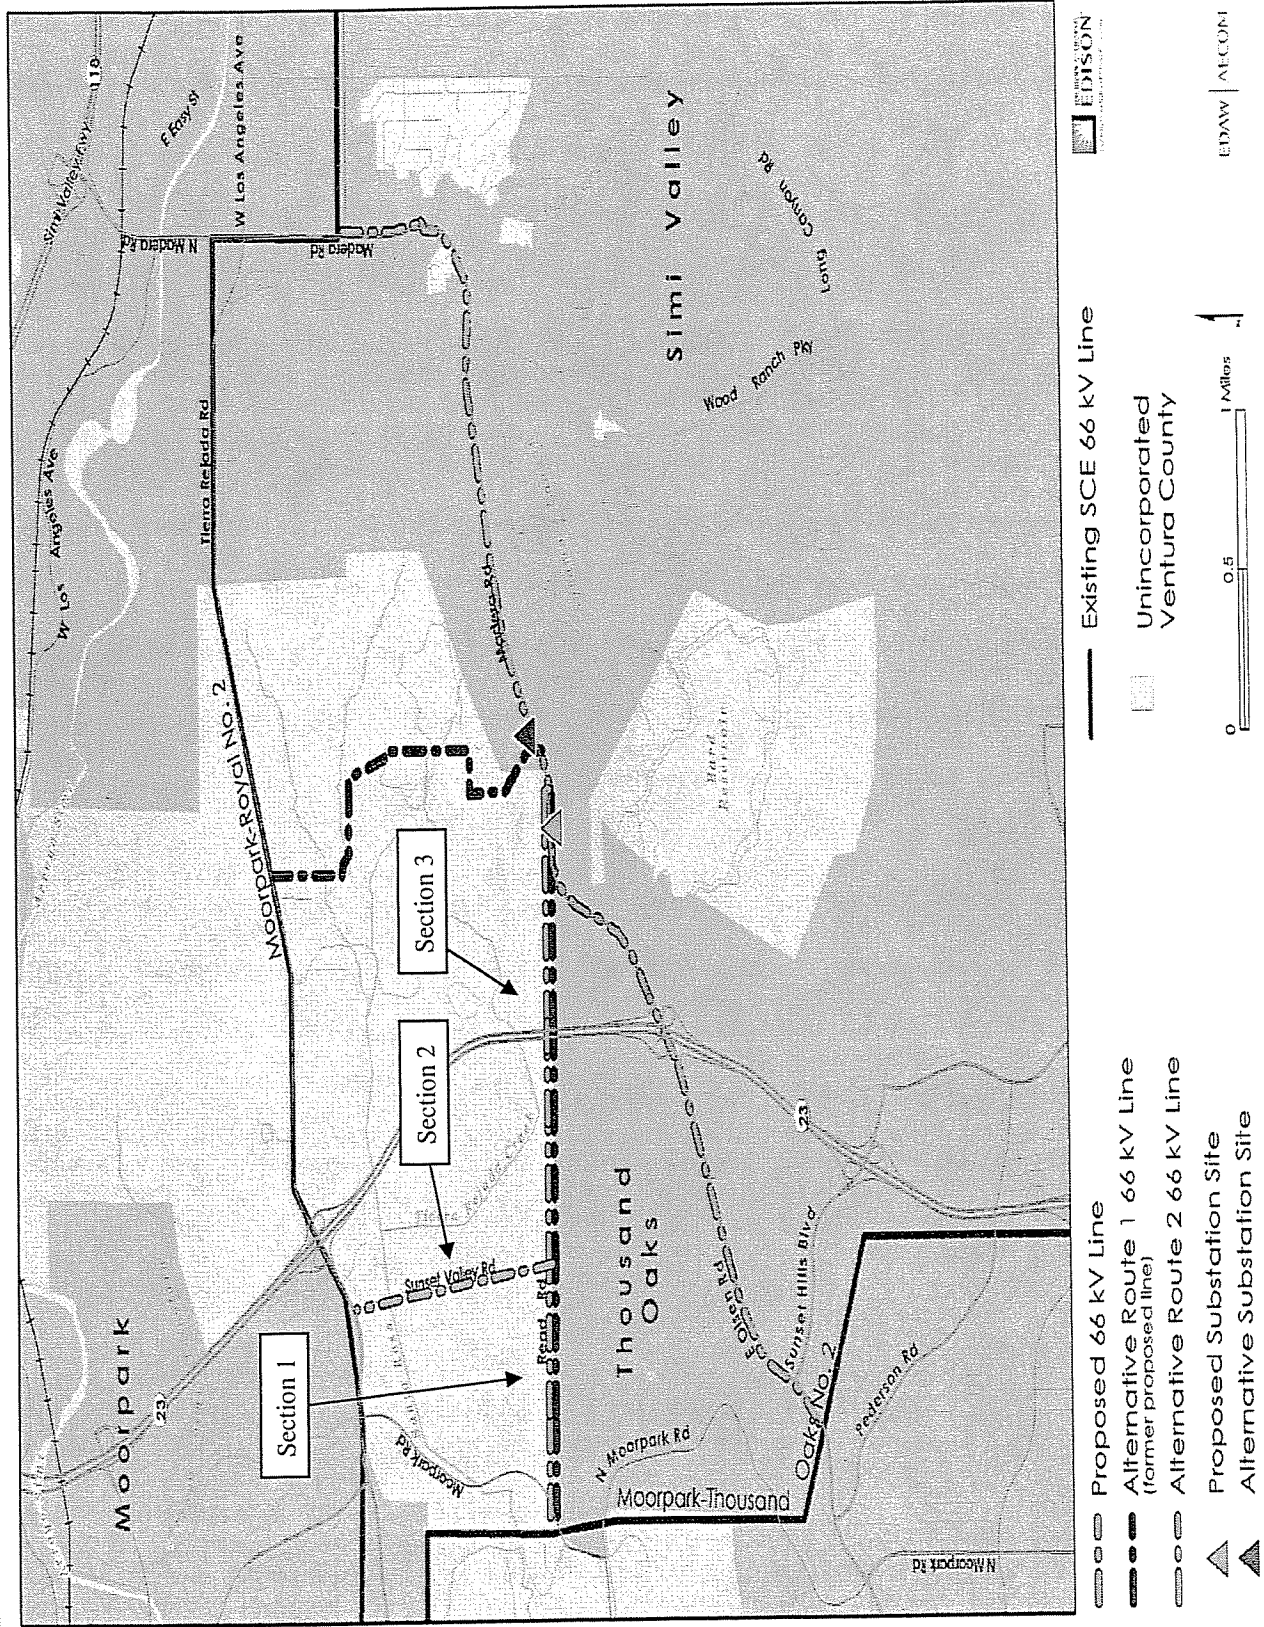 Moorpark
Simi Valley
Thousand
Oaks
Section 1
Section 2
Section 3
Moorpark-Royal No. 2
Moorpark-Thousand
Oaks No. 2
Tierra Rejada Rd
W Los Angeles Ave
W Los Angeles Ave
E Easy St
Simi Valley Fwy
118
N Madera Rd
Madera Rd
Madera Rd
Long Canyon Rd
Wood Ranch Pky
Bard
Reservoir
23
23
Sunset Valley Rd
Read Rd
Moorpark Rd
N Moorpark Rd
N Moorpark Rd
E Olsen Rd
Sunset Hills Blvd
Pederson Rd
Proposed 66 kV Line
Alternative Route 1 66 kV Line
(former proposed line)
Alternative Route 2 66 kV Line
Proposed Substation Site
Alternative Substation Site
Existing SCE 66 kV Line
Unincorporated
Ventura County
0
0.5
1 Miles
N
EDISON
EDAW | AECOM